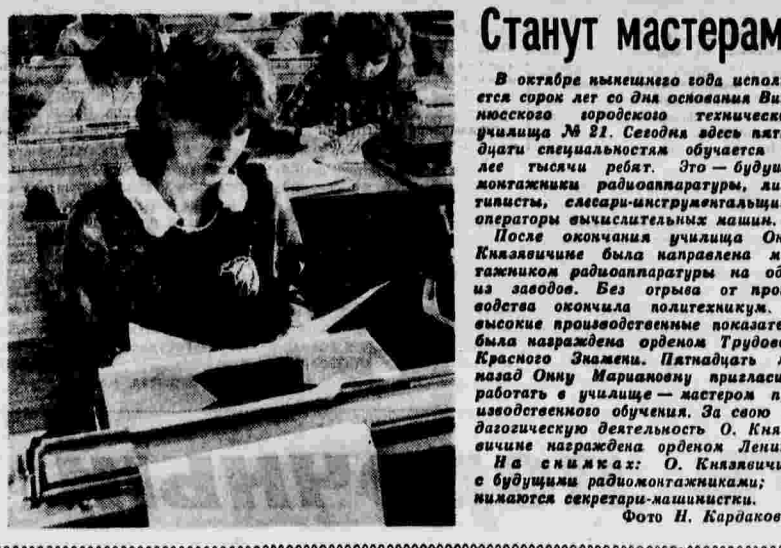 Станут мастерам
В октябре нынешнего года исполн
ется сорок лет со дня основания Ви
нюсского городского техническ
училища № 21. Сегодня здесь пят
дцати специальностям обучается
лее тысячи ребят. Это — будущ
монтажники радиоаппаратуры, ли
типисты, слесари-инструментальщи
операторы вычислительных машин.
После окончания училища Он
Князявичине была направлена м
тажником радиоаппаратуры на од
из заводов. Без отрыва от прои
водства окончила политехникум.
высокие производственные показате
была награждена орденом Трудово
Красного Знамени. Пятнадцать л
назад Онну Мариановну пригласи
работать в училище — мастером п
изводственного обучения. За свою
дагогическую деятельность О. Княз
вичине награждена орденом Лени
На снимках: О. Князявичи
с будущими радиомонтажниками;
нимаются секретари-машинистки.
Фото Н. Кардаков